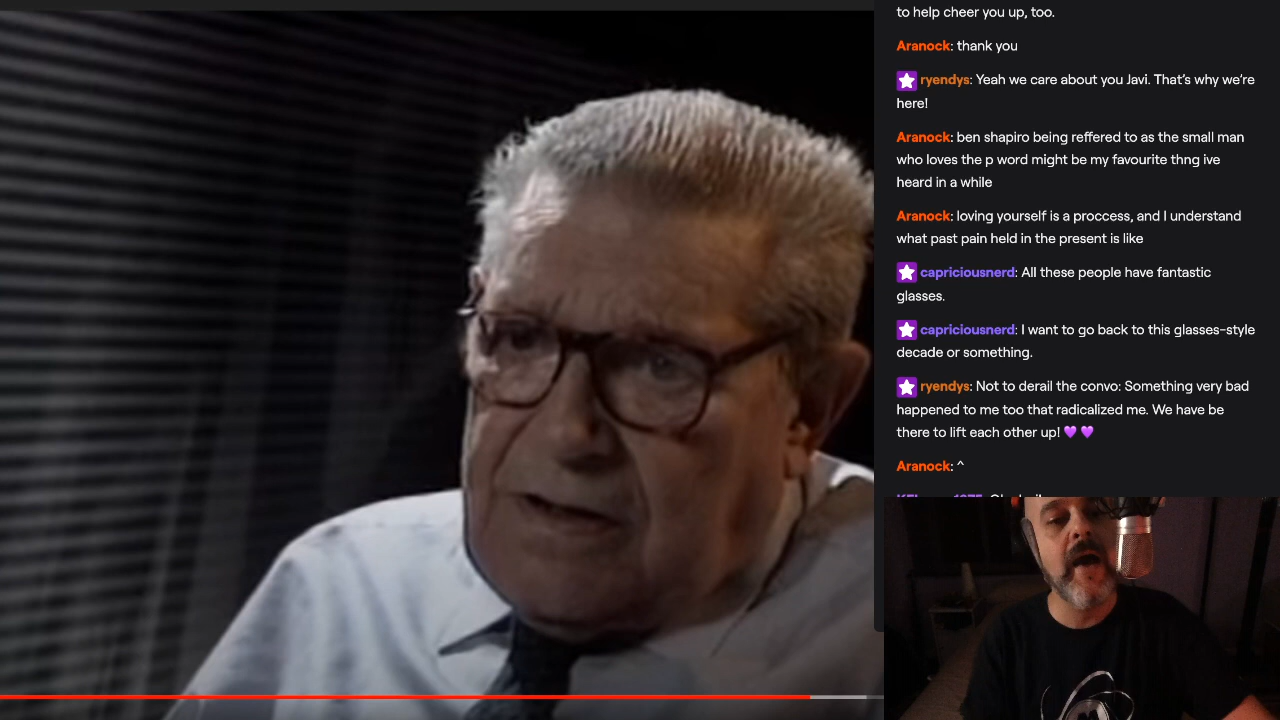 to help cheer you up, too.
Aranock: thank you
ryendys: Yeah we care about you Javi. That's why we're
here!
Aranock: ben shapiro being reffered to as the small man
who loves the p word might be my favourite thng ive
heard in a while
Aranock: loving yourself is a proccess, and I understand
what past pain held in the present is like
capriciousnerd: All these people have fantastic
glasses.
capriciousnerd: I want to go back to this glasses-style
decade or something.
ryendys: Not to derail the convo: Something very bad
happened to me too that radicalized me. We have be
there to lift each other up! 💜 💜
Aranock: ^